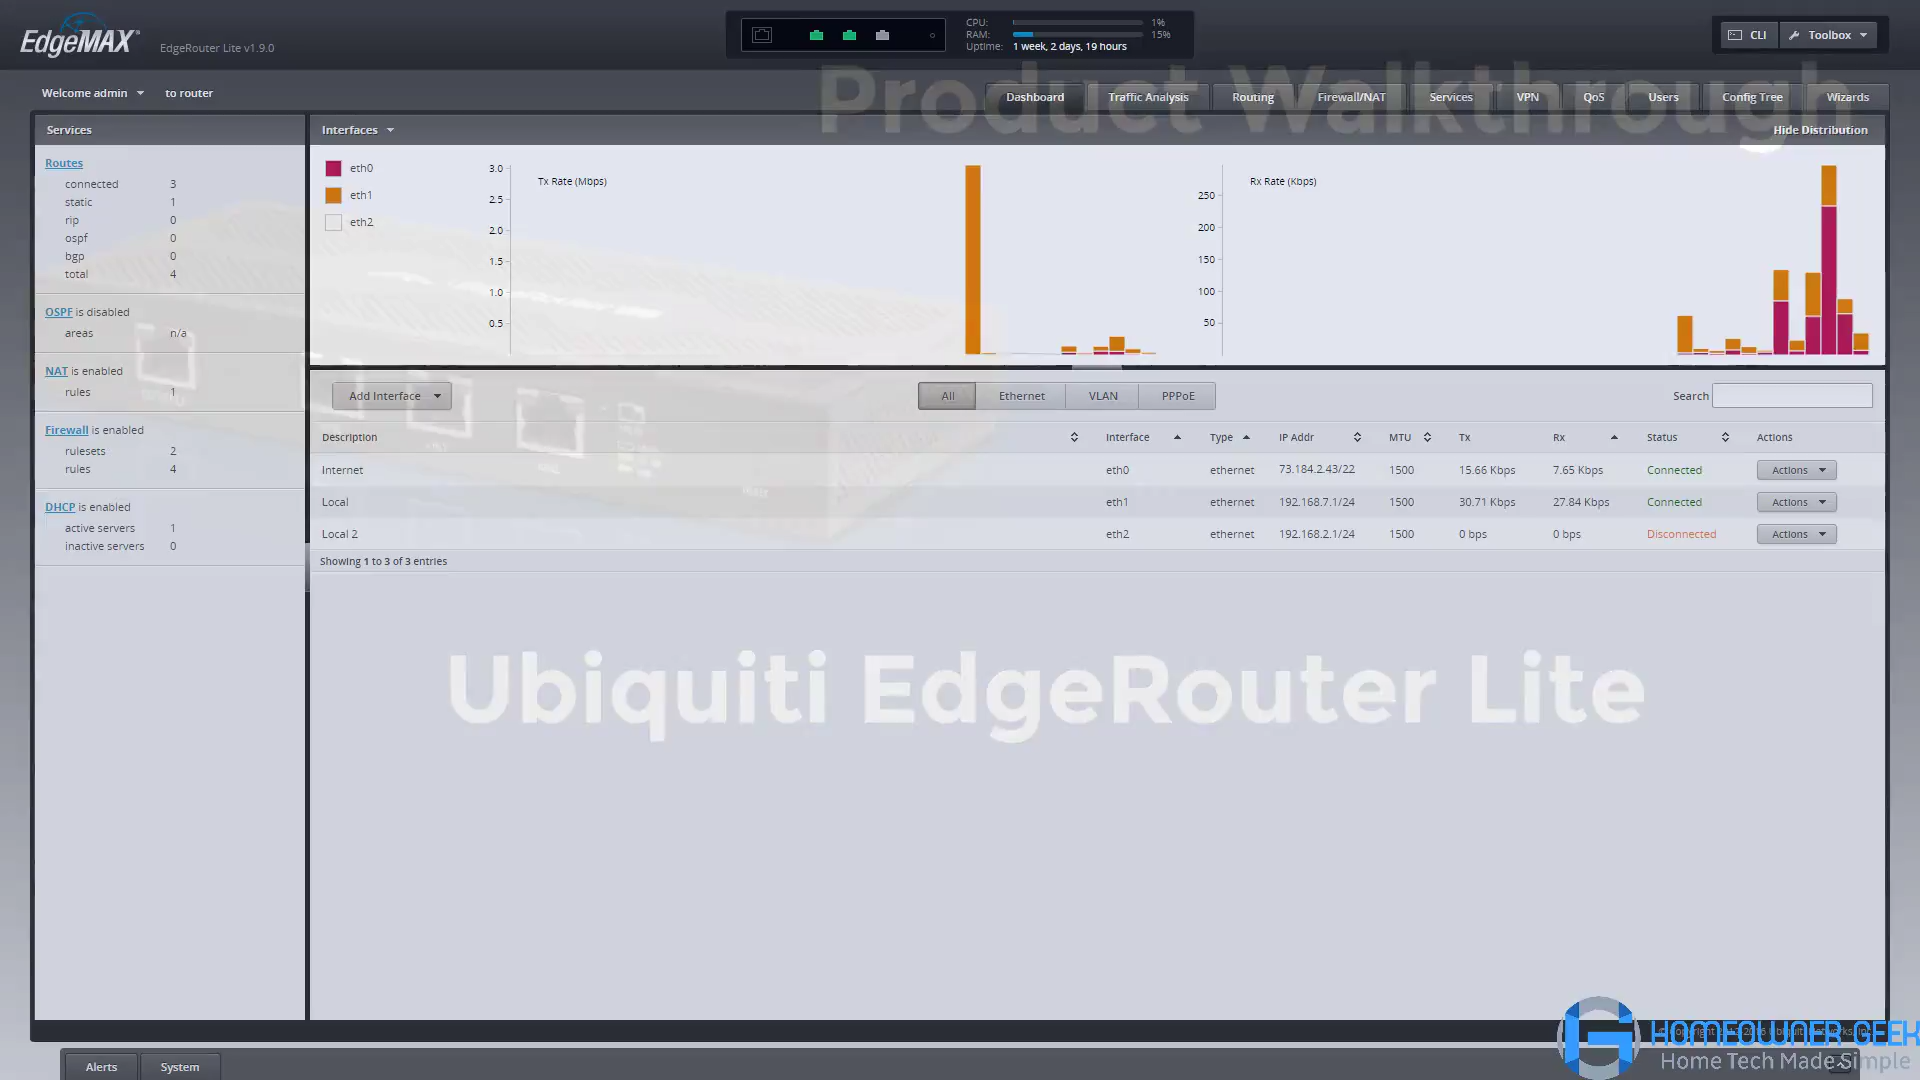 EdgeMAX
EdgeRouter Lite v1.9.0
CPU: 1%
RAM: 15%
Uptime: 1 week, 2 days, 19 hours
CLI
Toolbox
Product Walkthrough
Welcome admin
to router
Dashboard
Traffic Analysis
Routing
Firewall/NAT
Services
VPN
QoS
Users
Config Tree
Wizards
Services
Routes
connected 3
static 1
rip 0
ospf 0
bgp 0
total 4
OSPF is disabled
areas n/a
NAT is enabled
rules 1
Firewall is enabled
rulesets 2
rules 4
DHCP is enabled
active servers 1
inactive servers 0
Interfaces
Hide Distribution
eth0
eth1
eth2
Tx Rate (Mbps)
3.0
2.5
2.0
1.5
1.0
0.5
Rx Rate (Kbps)
250
200
150
100
50
Add Interface
All
Ethernet
VLAN
PPPoE
Search
Description Interface Type IP Addr MTU Tx Rx Status Actions
Internet eth0 ethernet 73.184.2.43/22 1500 15.66 Kbps 7.65 Kbps Connected Actions
Local eth1 ethernet 192.168.7.1/24 1500 30.71 Kbps 27.84 Kbps Connected Actions
Local 2 eth2 ethernet 192.168.2.1/24 1500 0 bps 0 bps Disconnected Actions
Showing 1 to 3 of 3 entries
Ubiquiti EdgeRouter Lite
HOMEOWNER GEEK
Home Tech Made Simple
Alerts
System